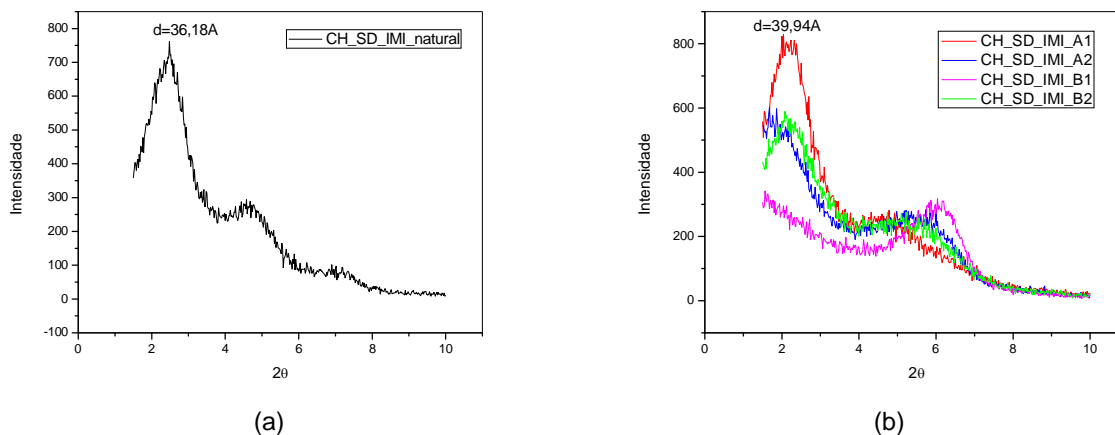 d=36,18A
CH_SD_IMI_natural
800
700
600
500
400
300
200
100
0
-100
Intensidade
0 2 4 6 8 10
2θ
(a)
d=39,94A
CH_SD_IMI_A1
CH_SD_IMI_A2
CH_SD_IMI_B1
CH_SD_IMI_B2
800
600
400
200
0
Intensidade
0 2 4 6 8 10
2θ
(b)